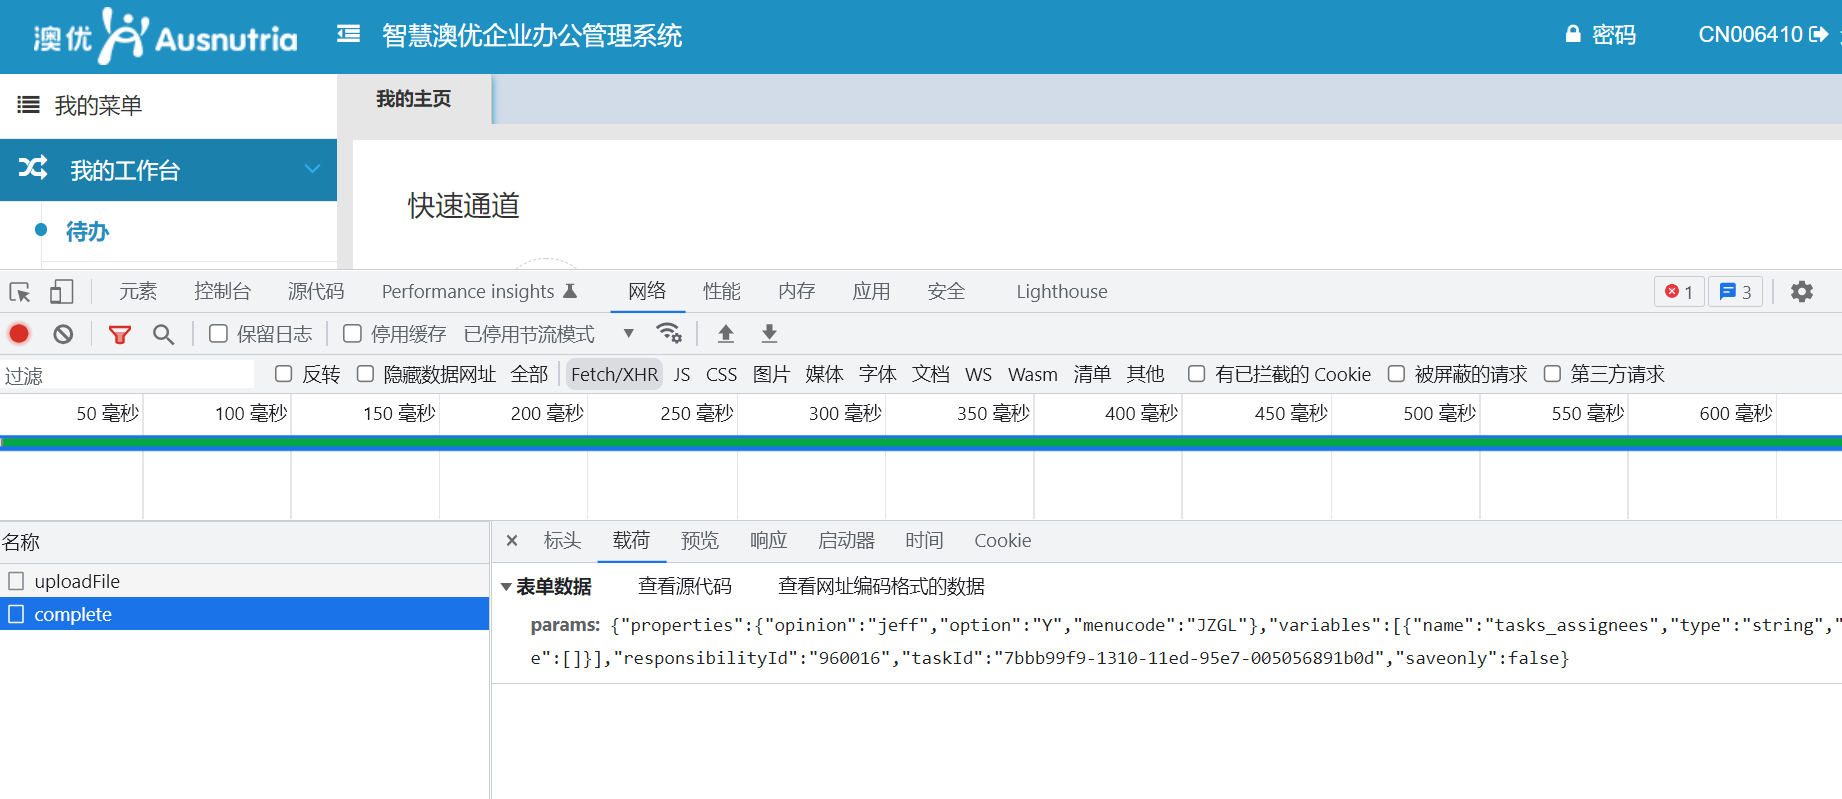 澳优 Ausnutria 智慧澳优企业办公管理系统 密码 CN006410
我的菜单 我的主页
我的工作台
待办
快速通道
元素 控制台 源代码 Performance insights 网络 性能 内存 应用 安全 Lighthouse 1 3
保留日志 停用缓存 已停用节流模式
过滤 反转 隐藏数据网址 全部 Fetch/XHR JS CSS 图片 媒体 字体 文档 WS Wasm 清单 其他 有已拦截的 Cookie 被屏蔽的请求 第三方请求
50 毫秒 100 毫秒 150 毫秒 200 毫秒 250 毫秒 300 毫秒 350 毫秒 400 毫秒 450 毫秒 500 毫秒 550 毫秒 600 毫秒
名称 × 标头 载荷 预览 响应 启动器 时间 Cookie
uploadFile
complete
表单数据 查看源代码 查看网址编码格式的数据
params: {"properties":{"opinion":"jeff","option":"Y","menucode":"JZGL"},"variables":[{"name":"tasks_assignees","type":"string","
e":[]}],"responsibilityId":"960016","taskId":"7bbb99f9-1310-11ed-95e7-005056891b0d","saveonly":false}